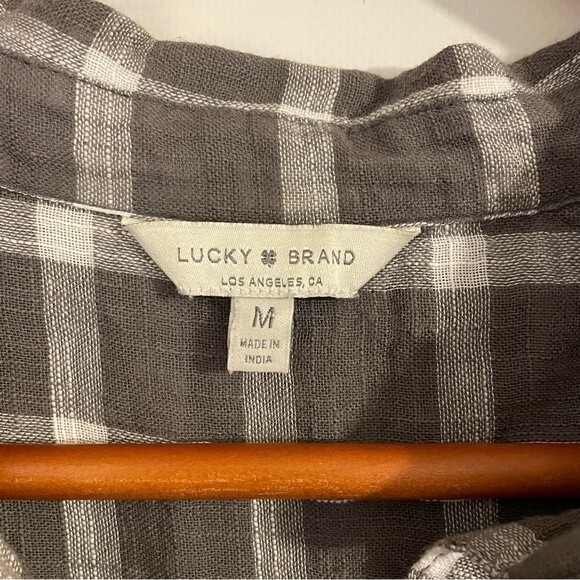 LUCKY BRAND
LOS ANGELES, CA
M
MADE IN
INDIA